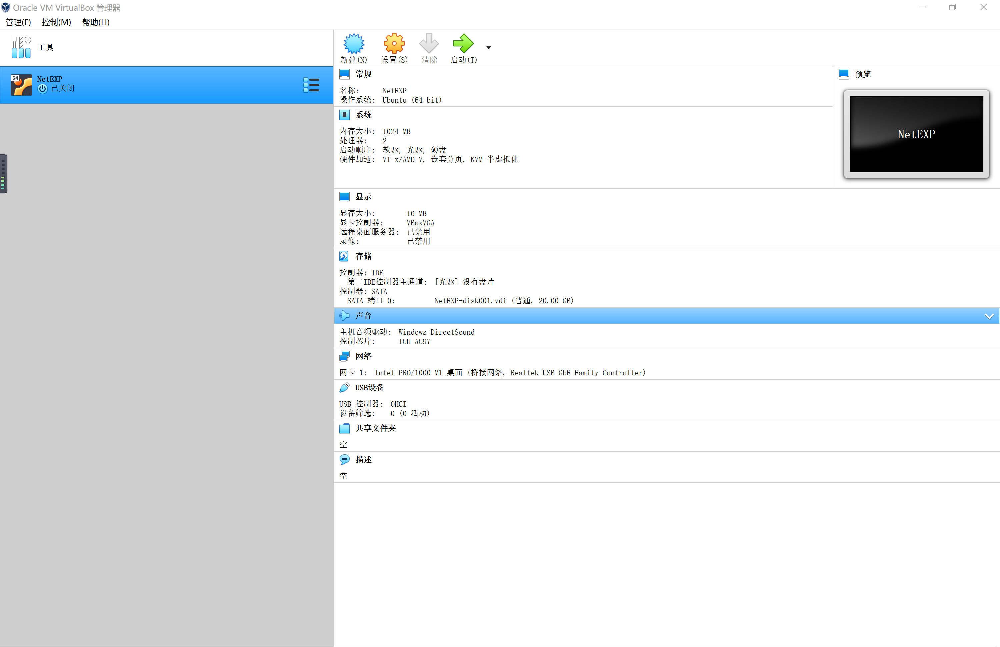 Oracle VM VirtualBox 管理器
管理(F) 控制(M) 帮助(H)
工具
新建(N) 设置(S) 清除 启动(T)
64
NetEXP
已关闭
常规
名称: NetEXP
操作系统: Ubuntu (64-bit)
预览
NetEXP
系统
内存大小: 1024 MB
处理器: 2
启动顺序: 软驱, 光驱, 硬盘
硬件加速: VT-x/AMD-V, 嵌套分页, KVM 半虚拟化
显示
显存大小: 16 MB
显卡控制器: VBoxVGA
远程桌面服务器: 已禁用
录像: 已禁用
存储
控制器: IDE
第二IDE控制器主通道: [光驱] 没有盘片
控制器: SATA
SATA 端口 0: NetEXP-disk001.vdi (普通, 20.00 GB)
声音
主机音频驱动: Windows DirectSound
控制芯片: ICH AC97
网络
网卡 1: Intel PRO/1000 MT 桌面 (桥接网络, Realtek USB GbE Family Controller)
USB设备
USB 控制器: OHCI
设备筛选: 0 (0 活动)
共享文件夹
空
描述
空